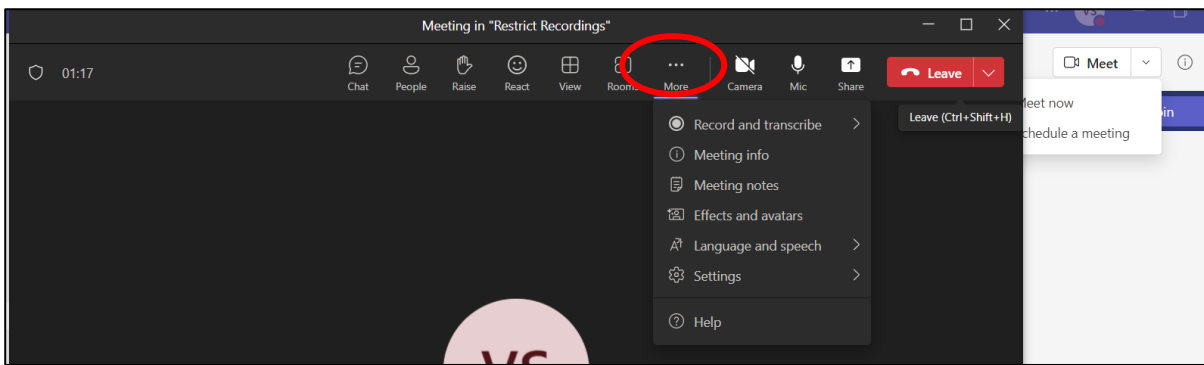 Meeting in "Restrict Recordings"
01:17
Chat People Raise React View Rooms More Camera Mic Share Leave
Leave (Ctrl+Shift+H)
Record and transcribe
Meeting info
Meeting notes
Effects and avatars
Language and speech
Settings
Help
VS
VS
Meet
now
a meeting